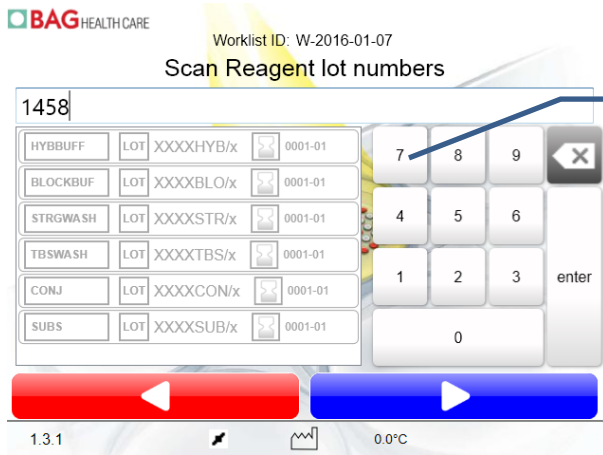 BAG HEALTH CARE
Worklist ID: W-2016-01-07
Scan Reagent lot numbers
1458
HYBBUFF LOT XXXXHYB/x 0001-01
BLOCKBUF LOT XXXXBLO/x 0001-01
STRGWASH LOT XXXXSTR/x 0001-01
TBSWASH LOT XXXXTBS/x 0001-01
CONJ LOT XXXXCON/x 0001-01
SUBS LOT XXXXSUB/x 0001-01
7 8 9
4 5 6
1 2 3 enter
0
1.3.1 0.0°C